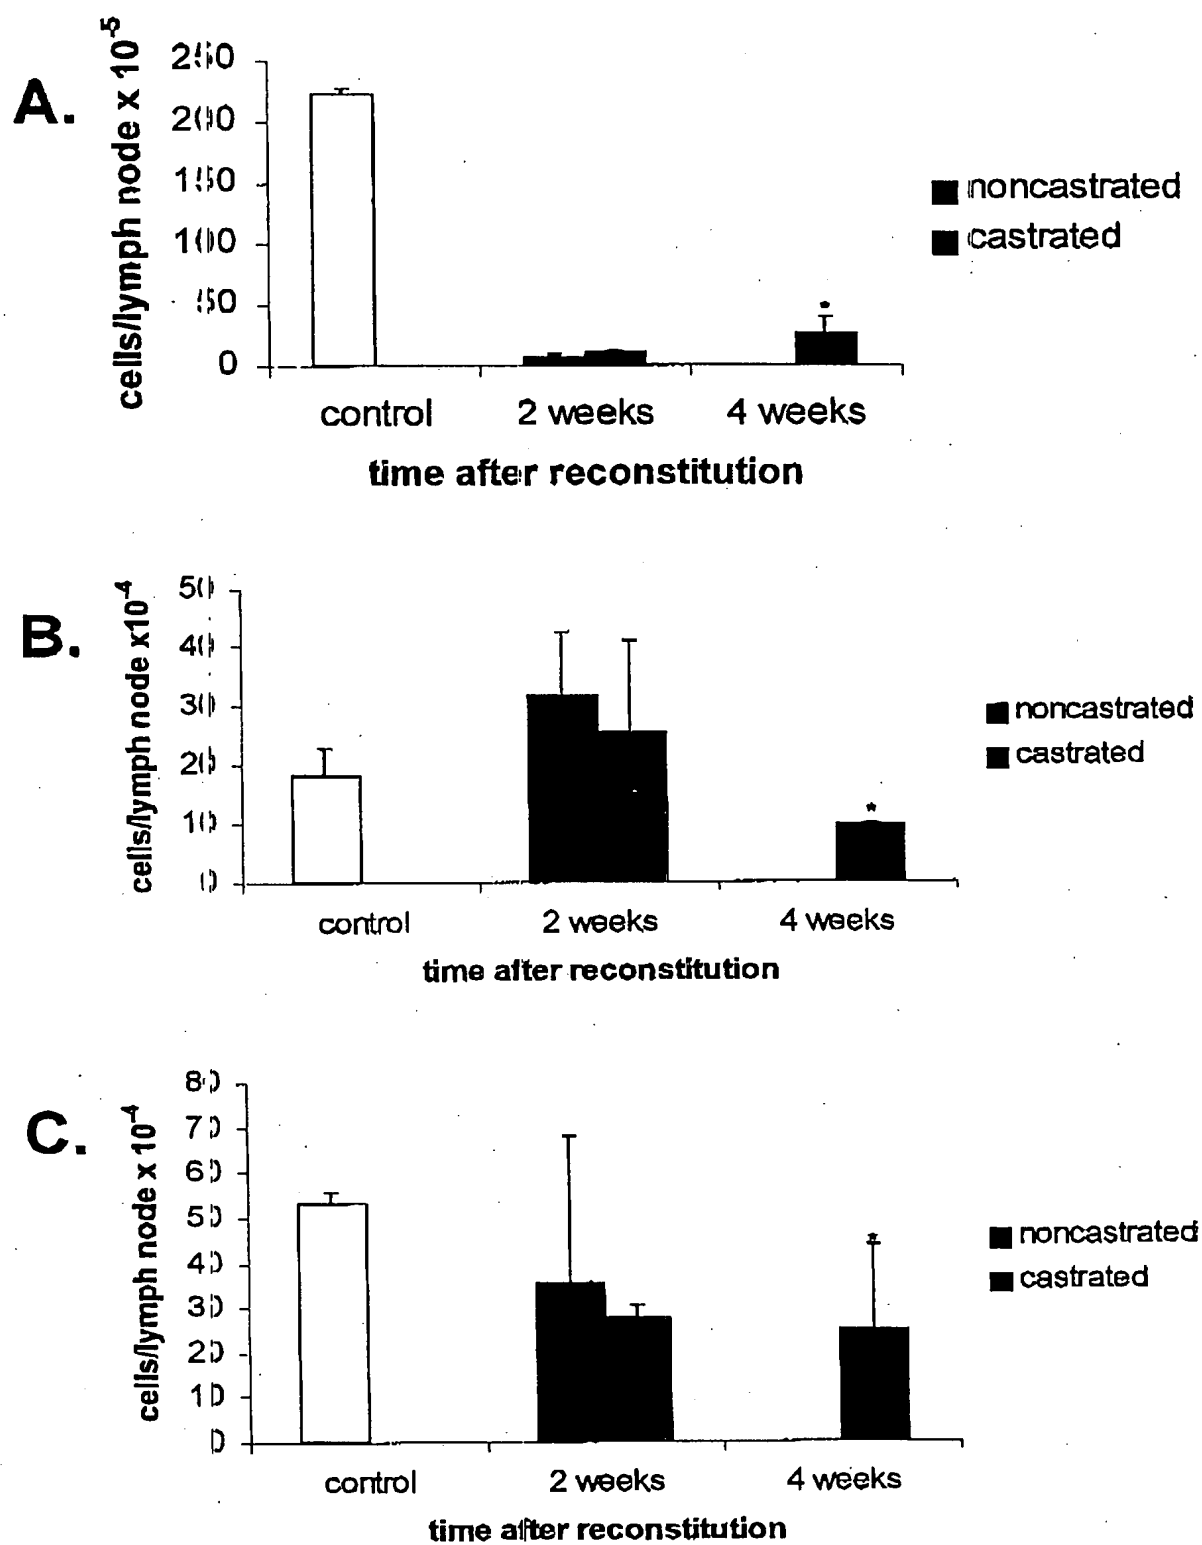 A.
cells/lymph node x 10⁻⁵
250
200
150
100
50
0
control 2 weeks 4 weeks
time after reconstitution
noncastrated
castrated
*
B.
cells/lymph node x10⁻⁴
50
40
30
20
10
0
control 2 weeks 4 weeks
time after reconstitution
noncastrated
castrated
*
C.
cells/lymph node x 10⁻⁴
80
70
60
50
40
30
20
10
0
control 2 weeks 4 weeks
time after reconstitution
noncastrated
castrated
*